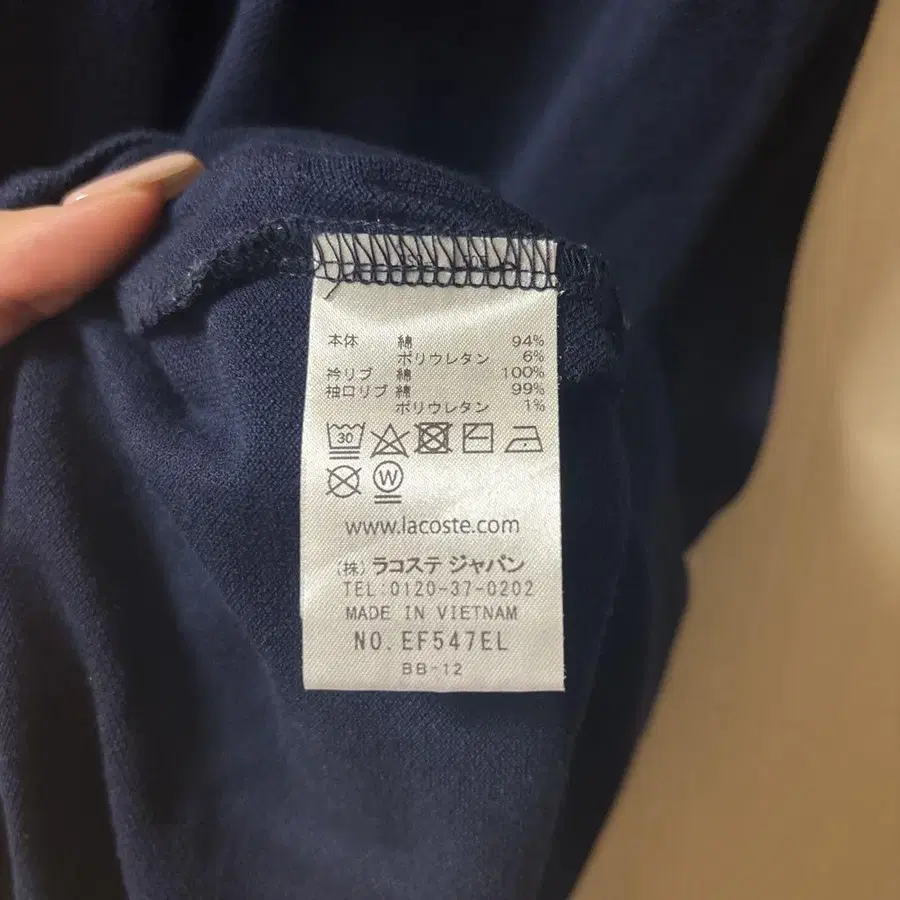 本体 綿 94%
ポリウレタン 6%
衿リブ 綿 100%
袖口リブ 綿 99%
ポリウレタン 1%
30
W
www.lacoste.com
(株) ラコステ ジャパン
TEL:0120-37-0202
MADE IN VIETNAM
NO. EF547EL
BB-12